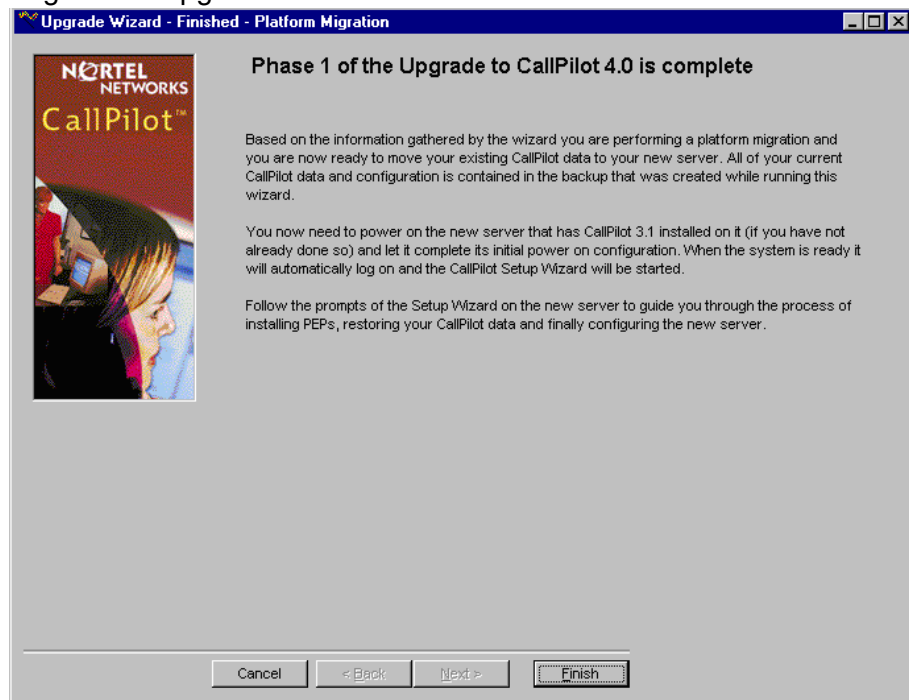 Upgrade Wizard - Finished - Platform Migration
NORTEL
NETWORKS
CallPilot™
Phase 1 of the Upgrade to CallPilot 4.0 is complete
Based on the information gathered by the wizard you are performing a platform migration and
you are now ready to move your existing CallPilot data to your new server. All of your current
CallPilot data and configuration is contained in the backup that was created while running this
wizard.
You now need to power on the new server that has CallPilot 3.1 installed on it (if you have not
already done so) and let it complete its initial power on configuration. When the system is ready it
will automatically log on and the CallPilot Setup Wizard will be started.
Follow the prompts of the Setup Wizard on the new server to guide you through the process of
installing PEPs, restoring your CallPilot data and finally configuring the new server.
Cancel
< Back
Next >
Finish